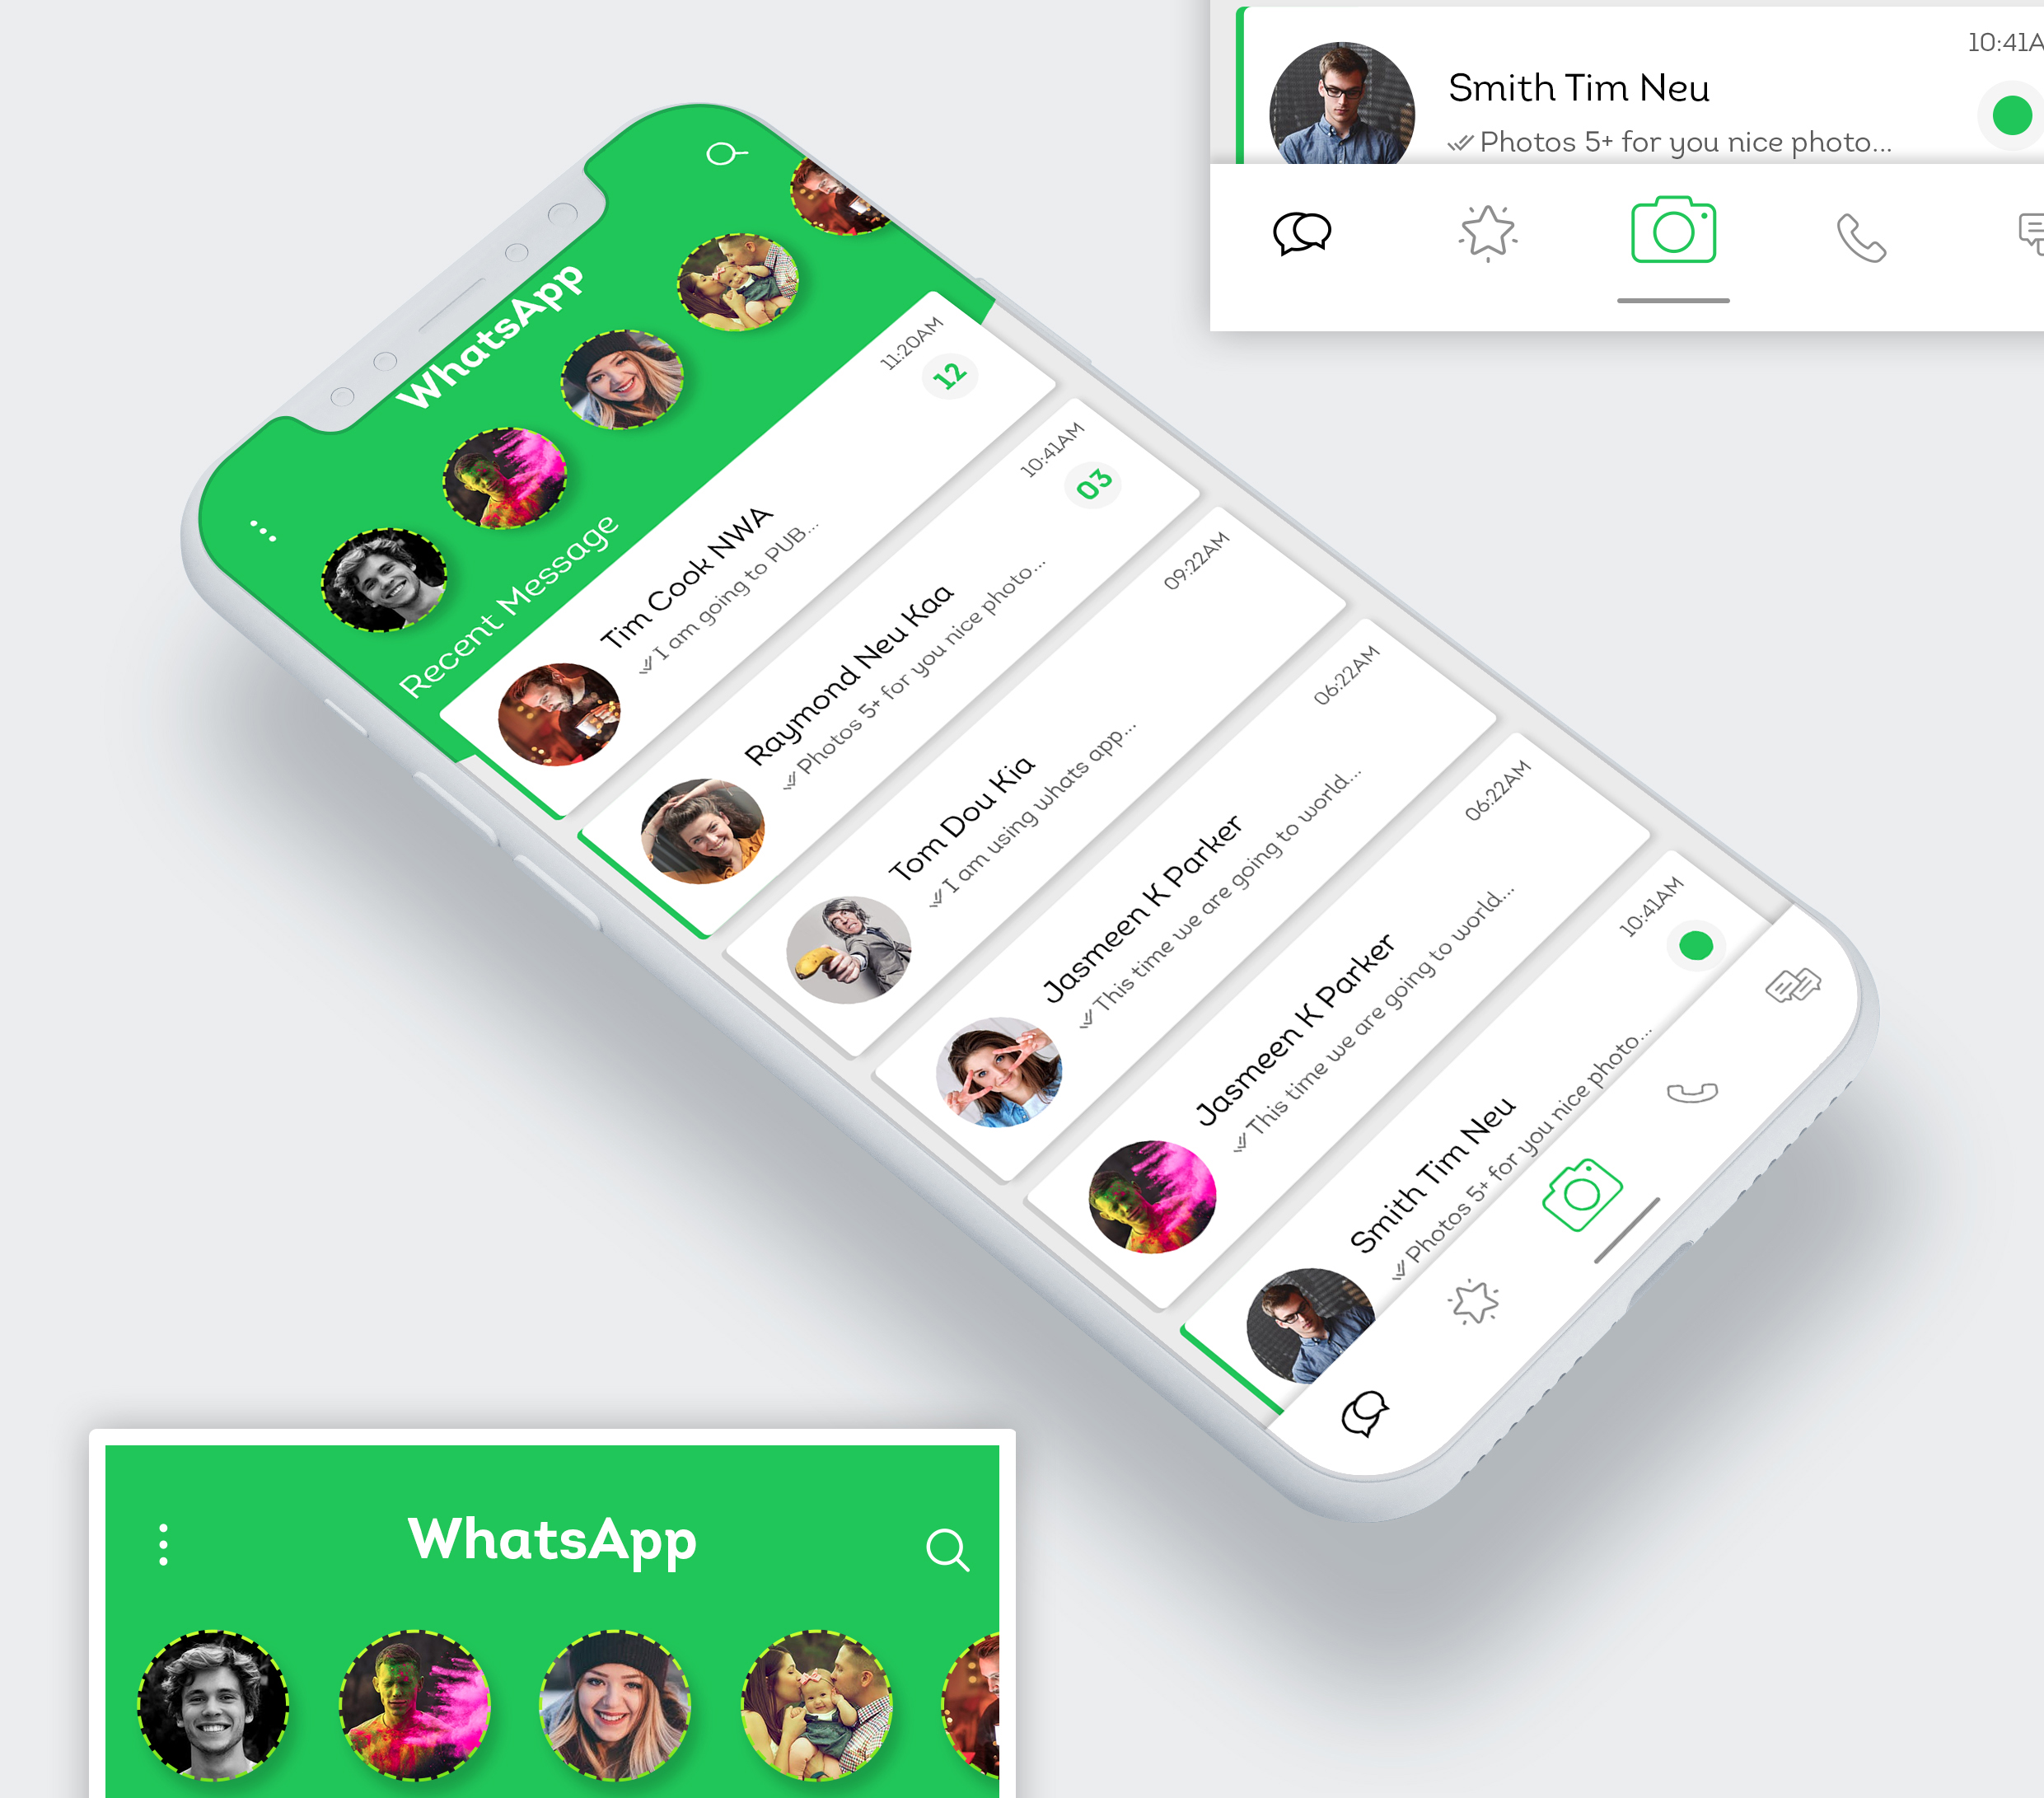 10:41A
Smith Tim Neu
Photos 5+ for you nice photo...
WhatsApp
Recent Message
11:20AM
12
Tim Cook NWA
I am going to PUB...
10:41AM
03
Raymond Neu Kaa
Photos 5+ for you nice photo...
09:22AM
Tom Dou Kia
I am using whats app...
06:22AM
Jasmeen K Parker
This time we are going to world...
06:22AM
Jasmeen K Parker
This time we are going to world...
10:41AM
Smith Tim Neu
Photos 5+ for you nice photo...
WhatsApp